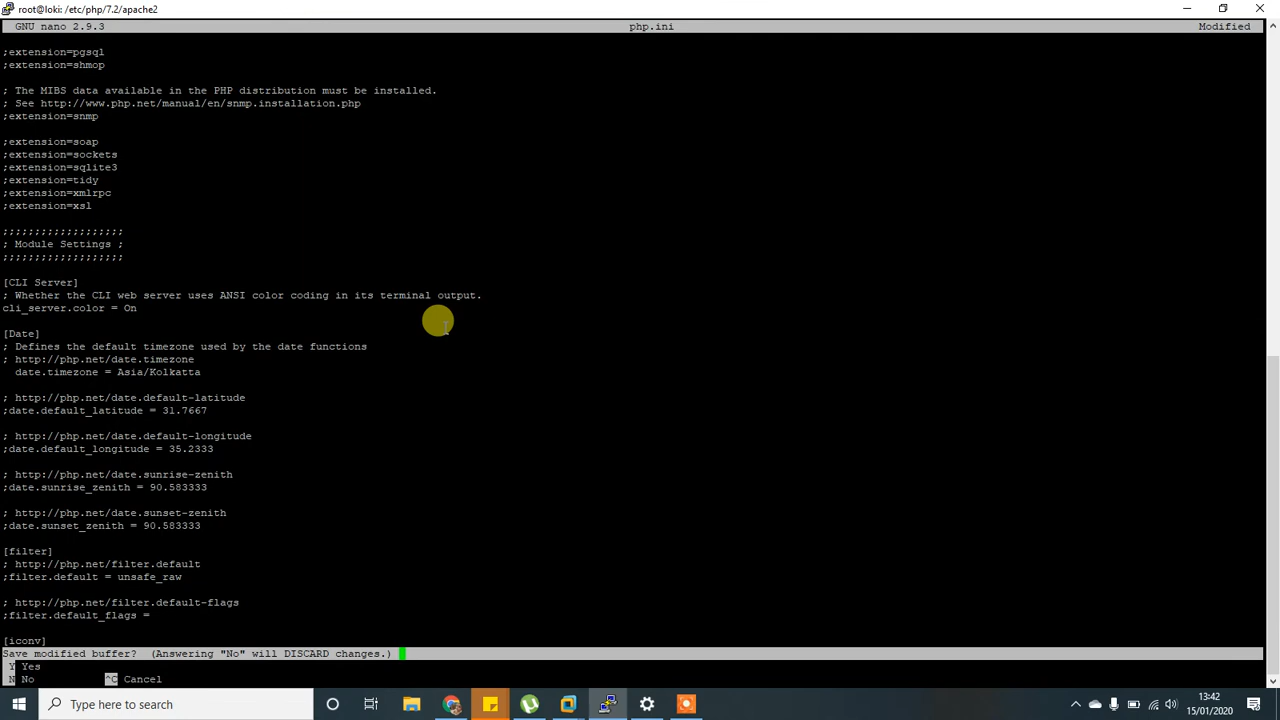 root@loki: /etc/php/7.2/apache2
GNU nano 2.9.3 php.ini Modified
;extension=pgsql
;extension=shmop
; The MIBS data available in the PHP distribution must be installed.
; See http://www.php.net/manual/en/snmp.installation.php
;extension=snmp
;extension=soap
;extension=sockets
;extension=sqlite3
;extension=tidy
;extension=xmlrpc
;extension=xsl
;;;;;;;;;;;;;;;;;;;
; Module Settings ;
;;;;;;;;;;;;;;;;;;;
[CLI Server]
; Whether the CLI web server uses ANSI color coding in its terminal output.
cli_server.color = On
[Date]
; Defines the default timezone used by the date functions
; http://php.net/date.timezone
date.timezone = Asia/Kolkatta
; http://php.net/date.default-latitude
;date.default_latitude = 31.7667
; http://php.net/date.default-longitude
;date.default_longitude = 35.2333
; http://php.net/date.sunrise-zenith
;date.sunrise_zenith = 90.583333
; http://php.net/date.sunset-zenith
;date.sunset_zenith = 90.583333
[filter]
; http://php.net/filter.default
;filter.default = unsafe_raw
; http://php.net/filter.default-flags
;filter.default_flags =
[iconv]
Save modified buffer?  (Answering "No" will DISCARD changes.)
Y Yes
N No ^C Cancel
Type here to search
13:42
15/01/2020